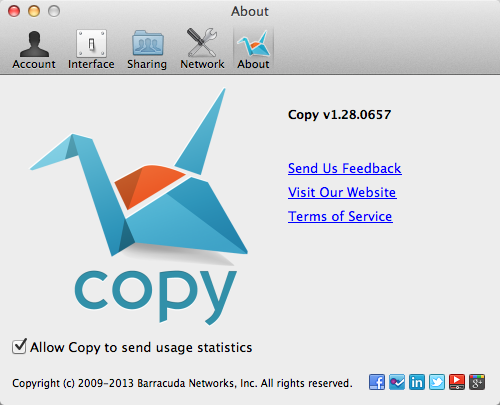 About
Account Interface Sharing Network About
Copy v1.28.0657
Send Us Feedback
Visit Our Website
Terms of Service
copy
Allow Copy to send usage statistics
Copyright (c) 2009-2013 Barracuda Networks, Inc. All rights reserved.